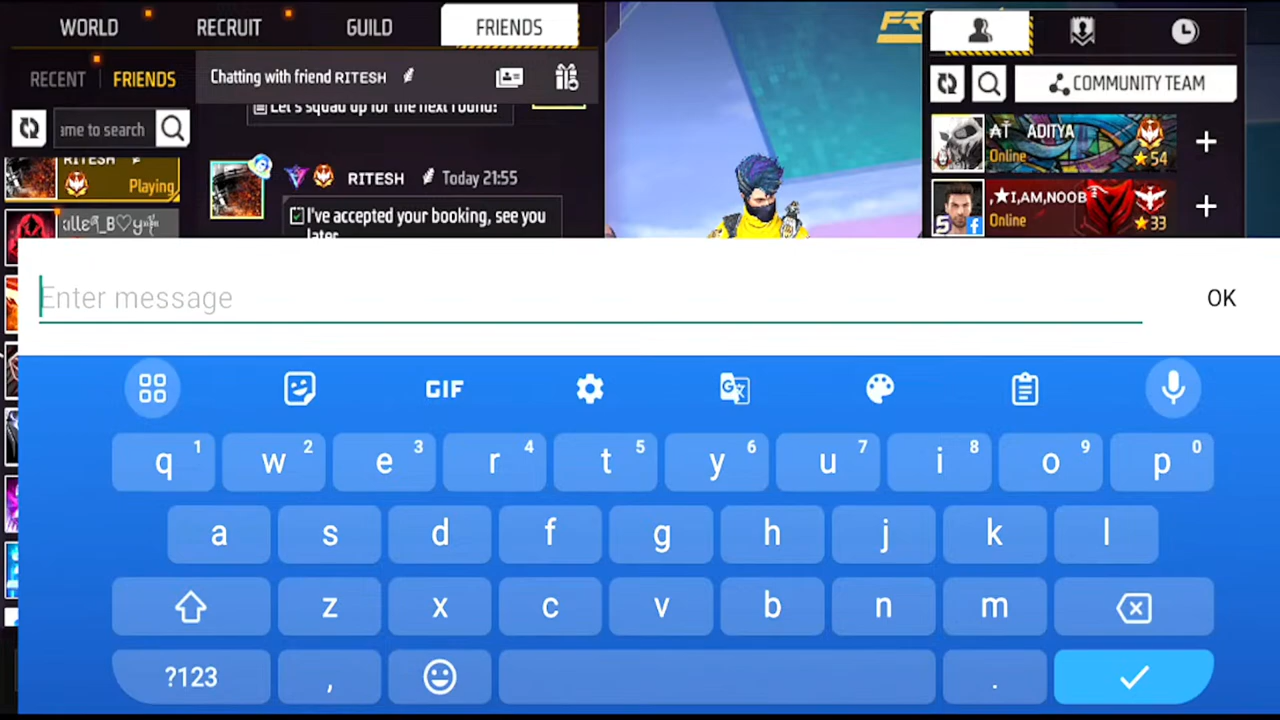 WORLD
RECRUIT
GUILD
FRIENDS
RECENT
FRIENDS
Chatting with friend RITESH
COMMUNITY TEAM
ame to search
Let's squad up for the next round!
RITESH
Playing
RITESH
Today 21:55
I've accepted your booking, see you
later
ADITYA
Online
54
,★I,AM,NOOB
Online
5
33
Enter message
OK
GIF
q 1 w 2 e 3 r 4 t 5 y 6 u 7 i 8 o 9 p 0
a s d f g h j k l
z x c v b n m
?123 , .